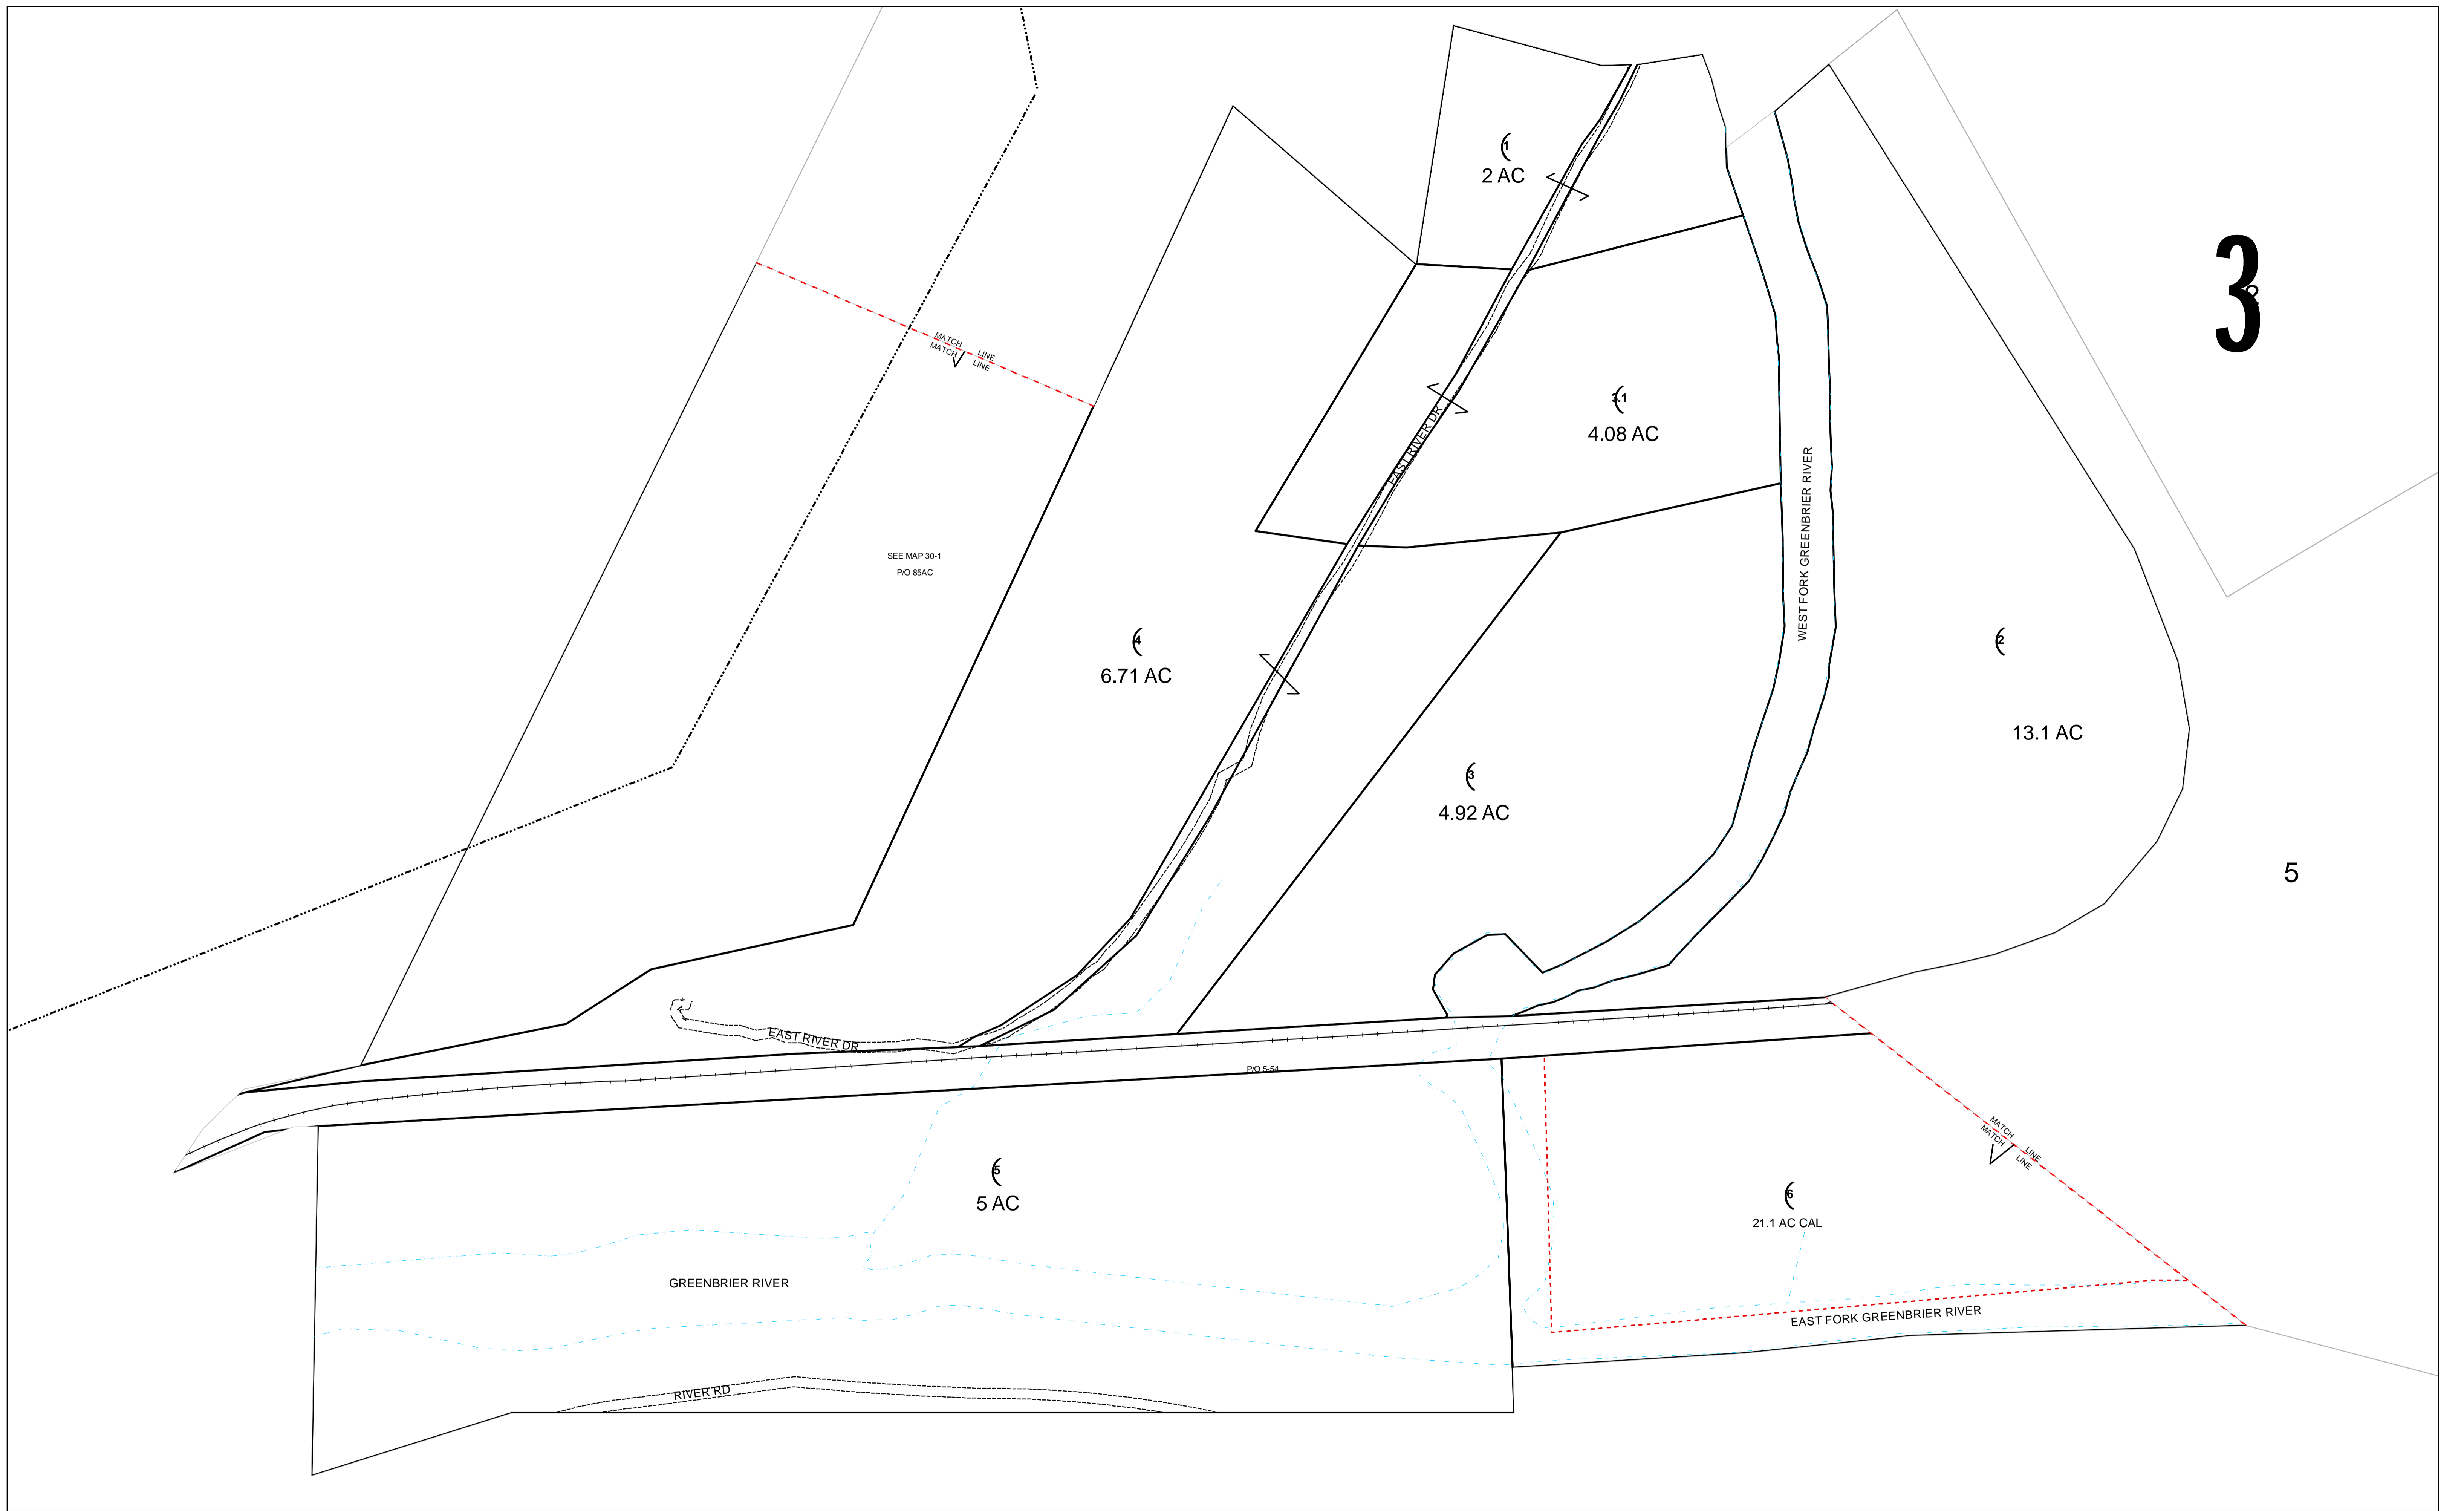 1
2 AC
3
2
MATCH LINE
MATCH LINE
3.1
4.08 AC
EAST RIVER DR
WEST FORK GREENBRIER RIVER
SEE MAP 30-1
P/O 85AC
4
6.71 AC
2
13.1 AC
3
4.92 AC
5
EAST RIVER DR
P/O 5-54
MATCH LINE
MATCH LINE
5
5 AC
6
21.1 AC CAL
GREENBRIER RIVER
EAST FORK GREENBRIER RIVER
RIVER RD